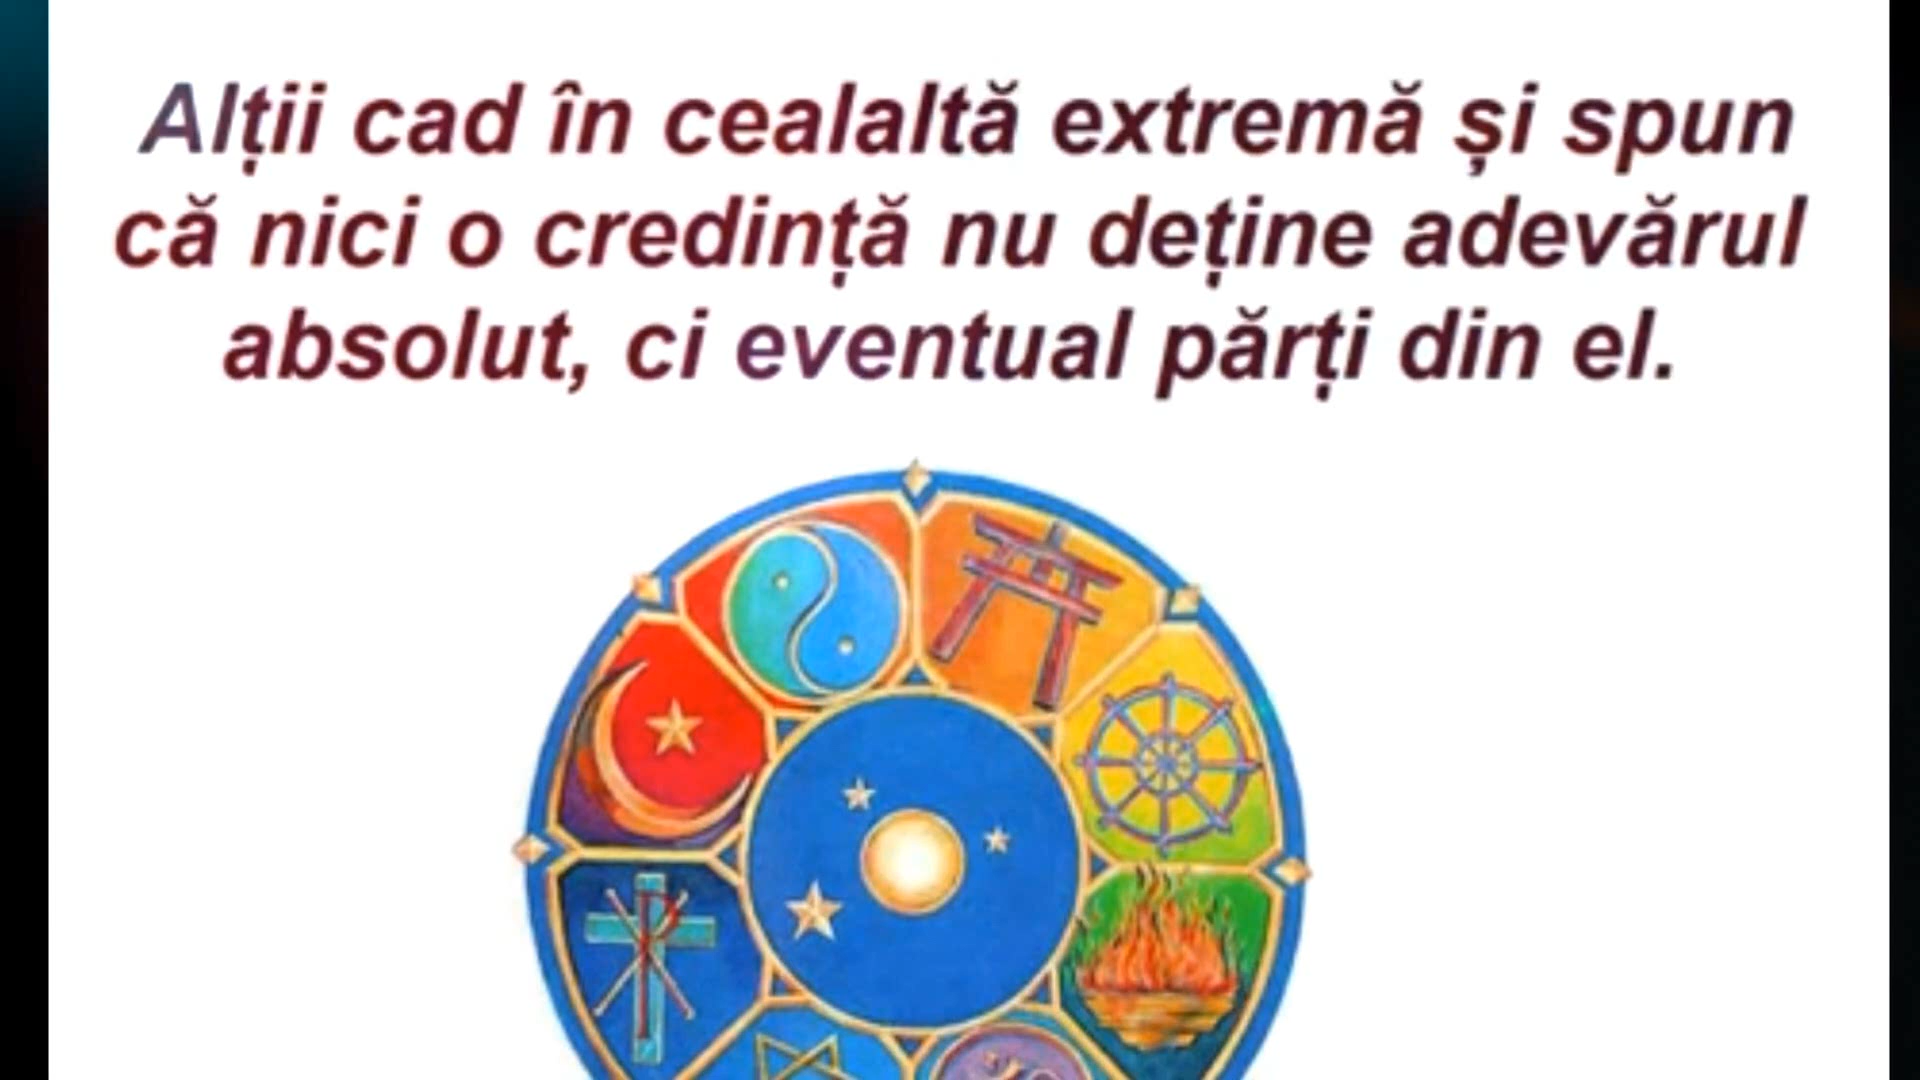 Alții cad în cealaltă extremă și spun
că nici o credință nu deține adevărul
absolut, ci eventual părți din el.